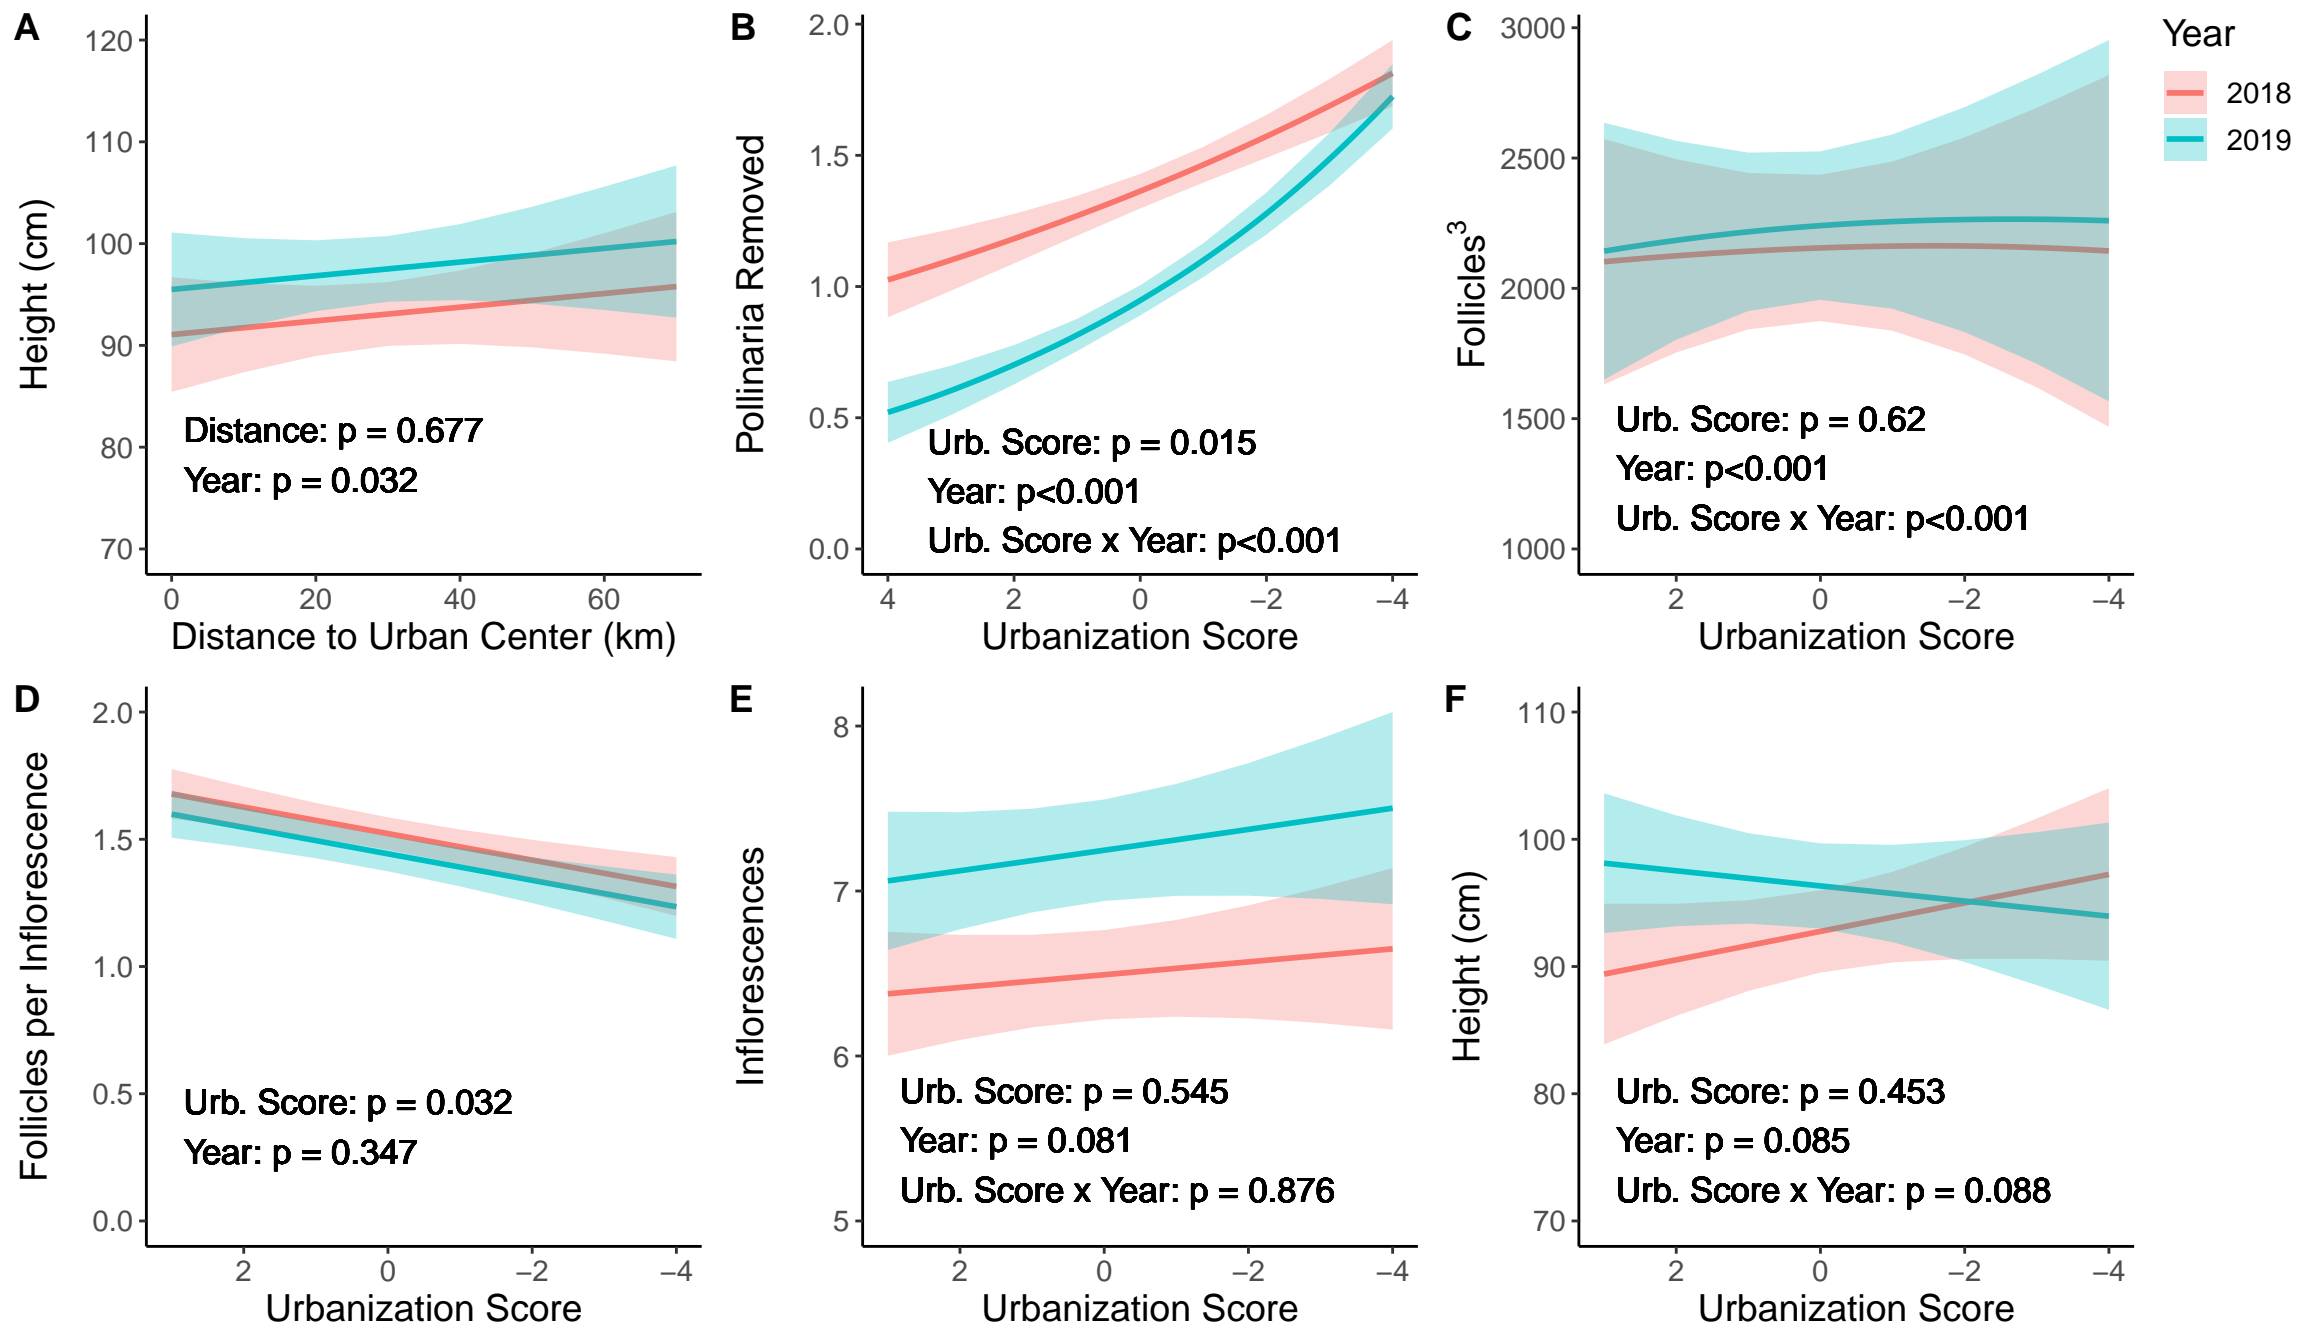 A
120
110
100
90
80
70
Height (cm)
Distance: p = 0.677
Year: p = 0.032
0 20 40 60
Distance to Urban Center (km)
B
2.0
1.5
1.0
0.5
0.0
Pollinaria Removed
Urb. Score: p = 0.015
Year: p<0.001
Urb. Score x Year: p<0.001
4 2 0 −2 −4
Urbanization Score
C
3000
2500
2000
1500
1000
Follicles³
Urb. Score: p = 0.62
Year: p<0.001
Urb. Score x Year: p<0.001
2 0 −2 −4
Urbanization Score
Year
2018
2019
D
2.0
1.5
1.0
0.5
0.0
Follicles per Inflorescence
Urb. Score: p = 0.032
Year: p = 0.347
2 0 −2 −4
Urbanization Score
E
8
7
6
5
Inflorescences
Urb. Score: p = 0.545
Year: p = 0.081
Urb. Score x Year: p = 0.876
2 0 −2 −4
Urbanization Score
F
110
100
90
80
70
Height (cm)
Urb. Score: p = 0.453
Year: p = 0.085
Urb. Score x Year: p = 0.088
2 0 −2 −4
Urbanization Score